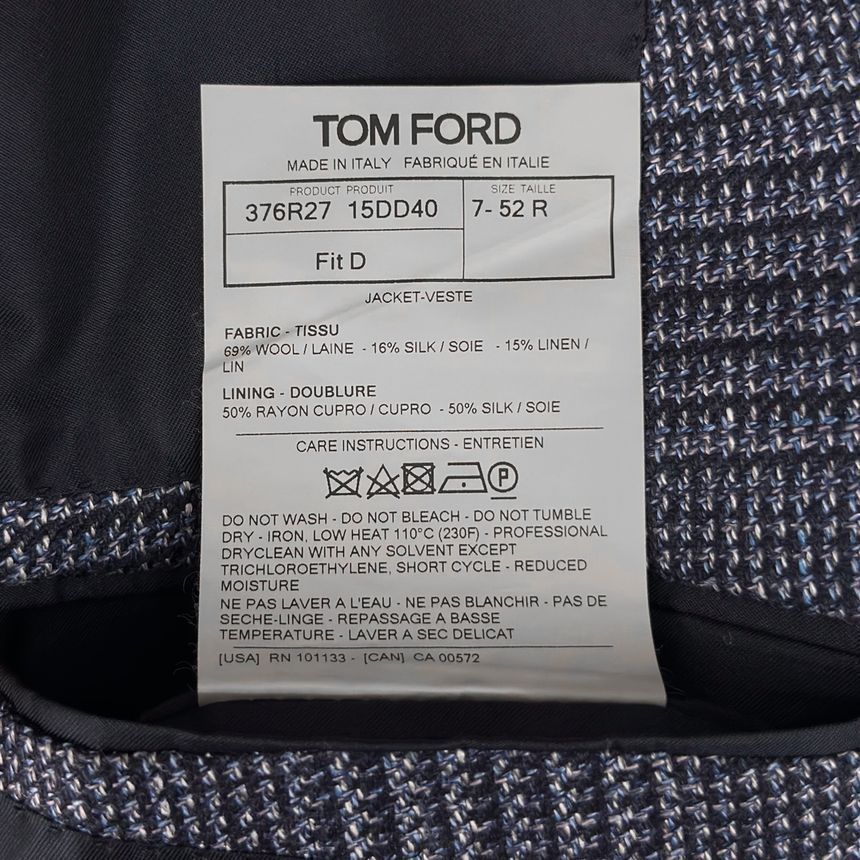 TOM FORD
MADE IN ITALY FABRIQUÉ EN ITALIE
PRODUCT PRODUIT
376R27 15DD40
SIZE TAILLE
7- 52 R
Fit D
JACKET-VESTE
FABRIC - TISSU
69% WOOL / LAINE - 16% SILK / SOIE - 15% LINEN /
LIN
LINING - DOUBLURE
50% RAYON CUPRO / CUPRO - 50% SILK / SOIE
CARE INSTRUCTIONS - ENTRETIEN
P
DO NOT WASH - DO NOT BLEACH - DO NOT TUMBLE
DRY - IRON, LOW HEAT 110°C (230F) - PROFESSIONAL
DRYCLEAN WITH ANY SOLVENT EXCEPT
TRICHLOROETHYLENE, SHORT CYCLE - REDUCED
MOISTURE
NE PAS LAVER A L'EAU - NE PAS BLANCHIR - PAS DE
SECHE-LINGE - REPASSAGE A BASSE
TEMPERATURE - LAVER A SEC DELICAT
[USA] RN 101133 - [CAN] CA 00572